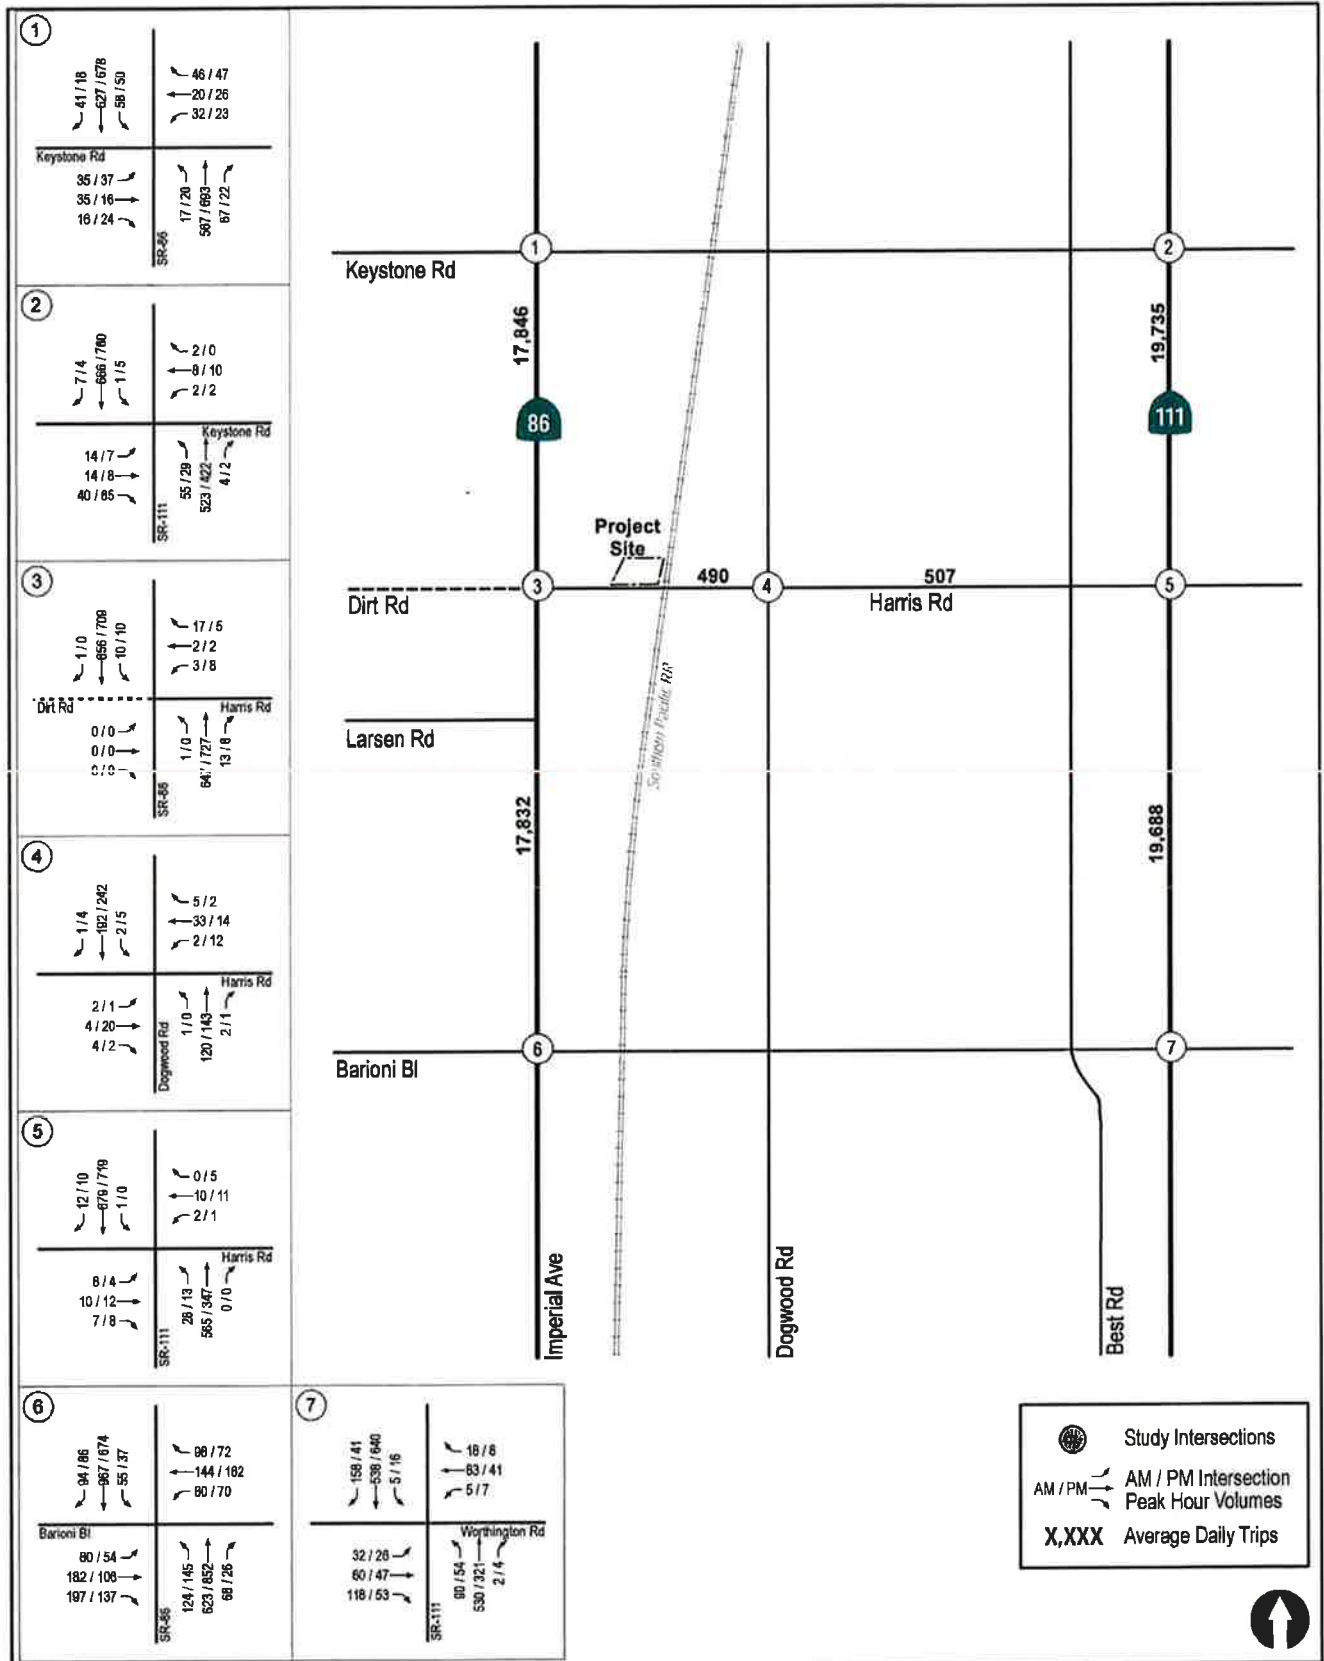 1
41 / 18
627 / 678
58 / 50
46 / 47
20 / 26
32 / 23
Keystone Rd
35 / 37
35 / 16
16 / 24
17 / 20
567 / 693
67 / 22
SR-86
2
7 / 4
666 / 760
1 / 5
2 / 0
8 / 10
2 / 2
Keystone Rd
14 / 7
14 / 8
40 / 65
55 / 29
523 / 422
4 / 2
SR-111
3
1 / 0
656 / 709
10 / 10
17 / 5
2 / 2
3 / 8
Dirt Rd
Harris Rd
0 / 0
0 / 0
0 / 0
1 / 0
/ 727
13 / 6
SR-86
4
1 / 4
192 / 242
2 / 5
5 / 2
33 / 14
2 / 12
Harris Rd
2 / 1
4 / 20
4 / 2
1 / 0
120 / 143
2 / 1
Dogwood Rd
5
12 / 10
679 / 719
1 / 0
0 / 5
10 / 11
2 / 1
Harris Rd
8 / 4
10 / 12
7 / 8
28 / 13
565 / 347
0 / 0
SR-111
6
94 / 86
967 / 674
55 / 37
98 / 72
144 / 162
80 / 70
Barioni Bl
80 / 54
182 / 106
197 / 137
124 / 145
623 / 852
68 / 26
SR-86
7
158 / 41
538 / 640
5 / 16
18 / 8
63 / 41
5 / 7
Worthington Rd
32 / 26
60 / 47
118 / 53
90 / 54
530 / 321
2 / 4
SR-111
1
2
Keystone Rd
17,846
19,735
86
111
Project
Site
3
490
4
507
5
Dirt Rd
Harris Rd
Larsen Rd
Southern Pacific RR
17,832
19,688
6
7
Barioni Bl
Imperial Ave
Dogwood Rd
Best Rd
Study Intersections
AM / PM
AM / PM Intersection
Peak Hour Volumes
X,XXX Average Daily Trips